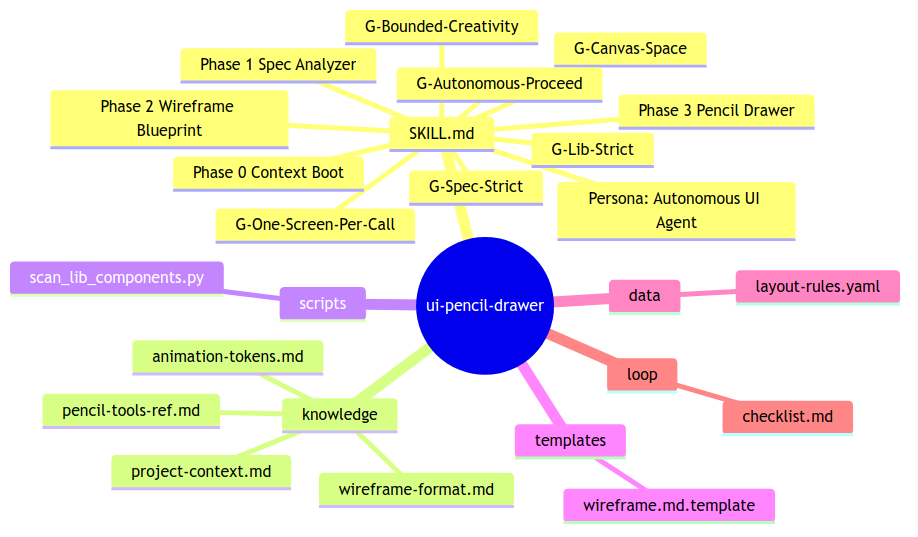 G-Bounded-Creativity
G-Canvas-Space
Phase 1 Spec Analyzer
G-Autonomous-Proceed
Phase 2 Wireframe
Blueprint
Phase 3 Pencil Drawer
SKILL.md
G-Lib-Strict
Phase 0 Context Boot
G-Spec-Strict
Persona: Autonomous UI
Agent
G-One-Screen-Per-Call
scan_lib_components.py
scripts
ui-pencil-drawer
data
layout-rules.yaml
animation-tokens.md
loop
pencil-tools-ref.md
knowledge
checklist.md
templates
project-context.md
wireframe-format.md
wireframe.md.template